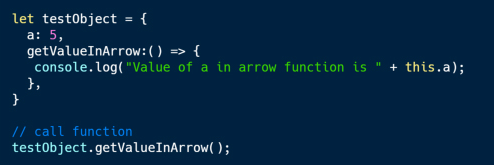 let testObject = {
  a: 5,
  getValueInArrow:() => {
   console.log("Value of a in arrow function is " + this.a);
  },
}

// call function
testObject.getValueInArrow();